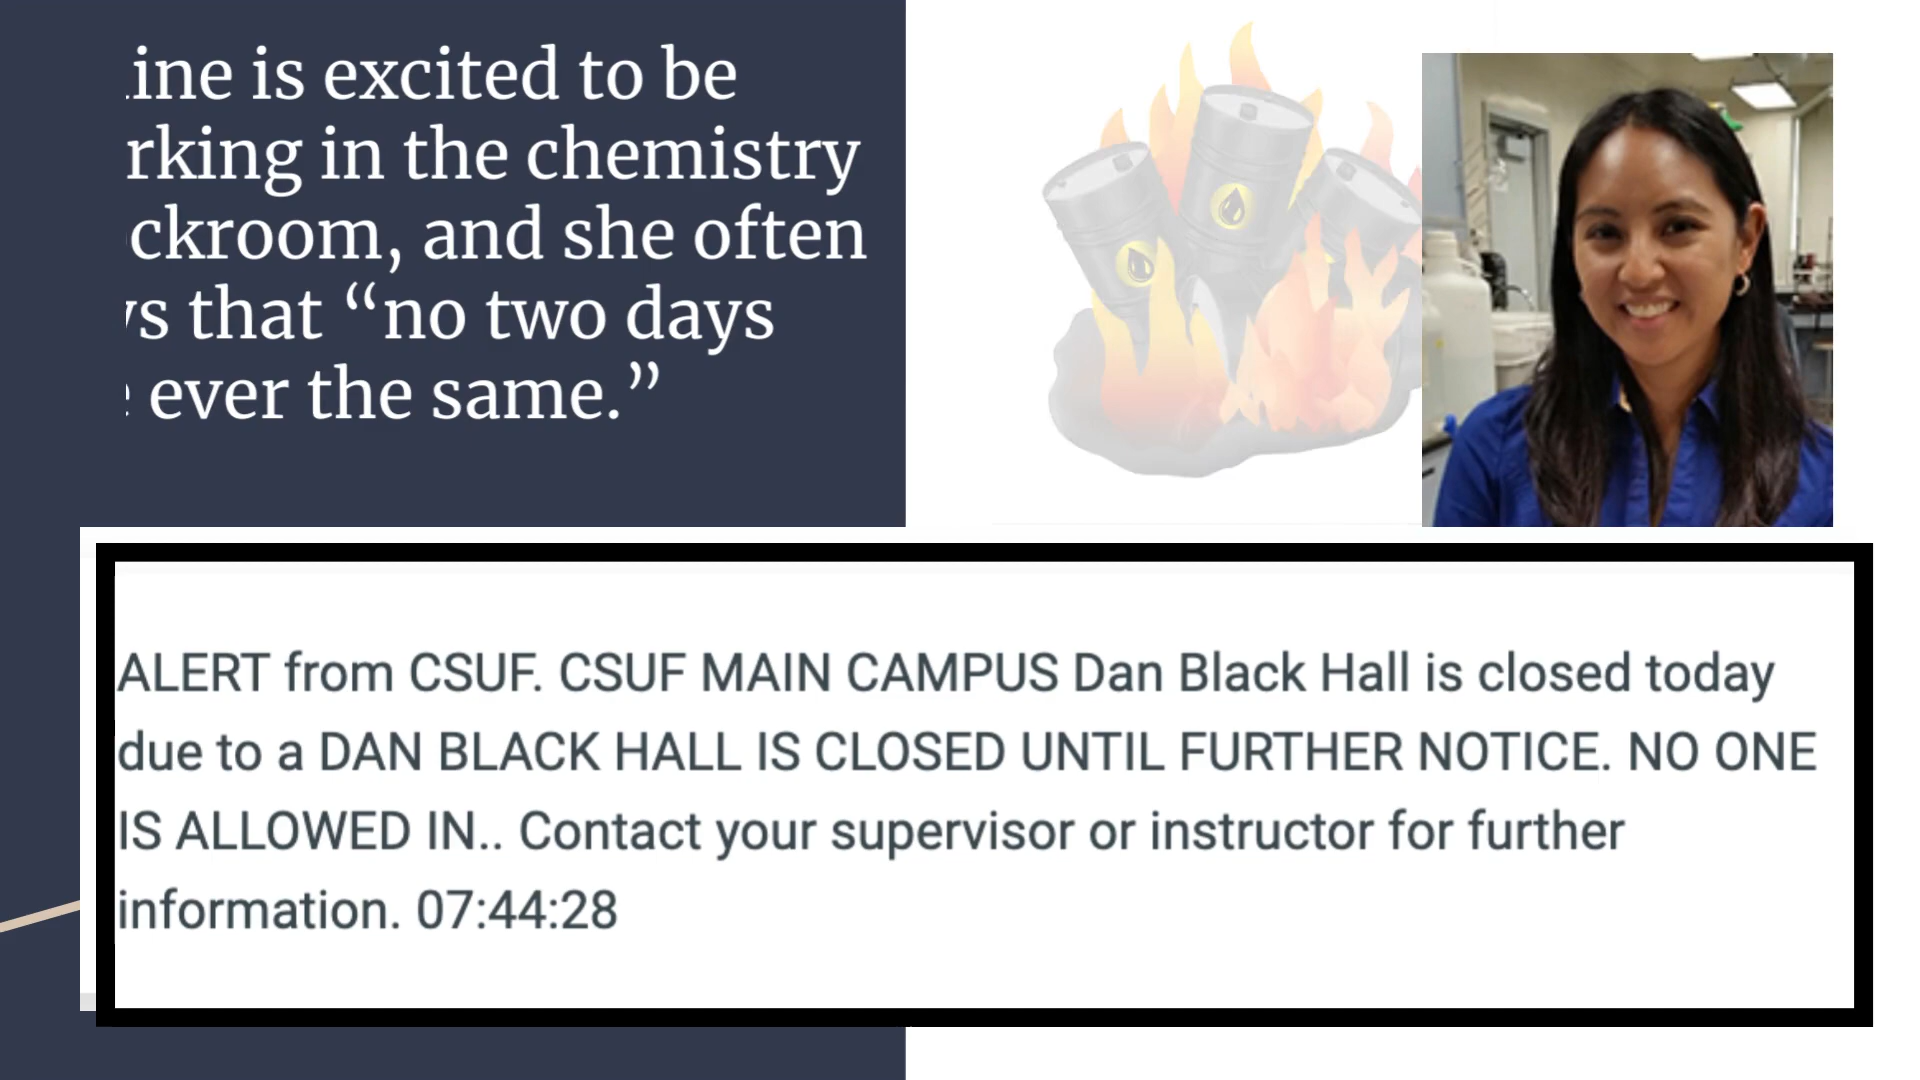 ine is excited to be
rking in the chemistry
ckroom, and she often
ys that “no two days
ever the same.”
ALERT from CSUF. CSUF MAIN CAMPUS Dan Black Hall is closed today
due to a DAN BLACK HALL IS CLOSED UNTIL FURTHER NOTICE. NO ONE
IS ALLOWED IN.. Contact your supervisor or instructor for further
information. 07:44:28